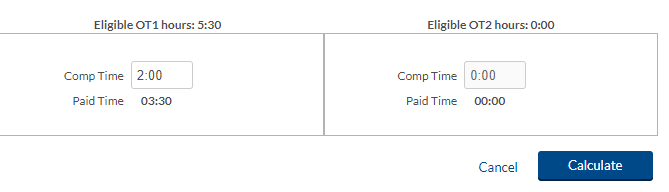 Eligible OT1 hours: 5:30 Eligible OT2 hours: 0:00
Comp Time 2:00 Comp Time 0:00
Paid Time 03:30 Paid Time 00:00
Cancel Calculate